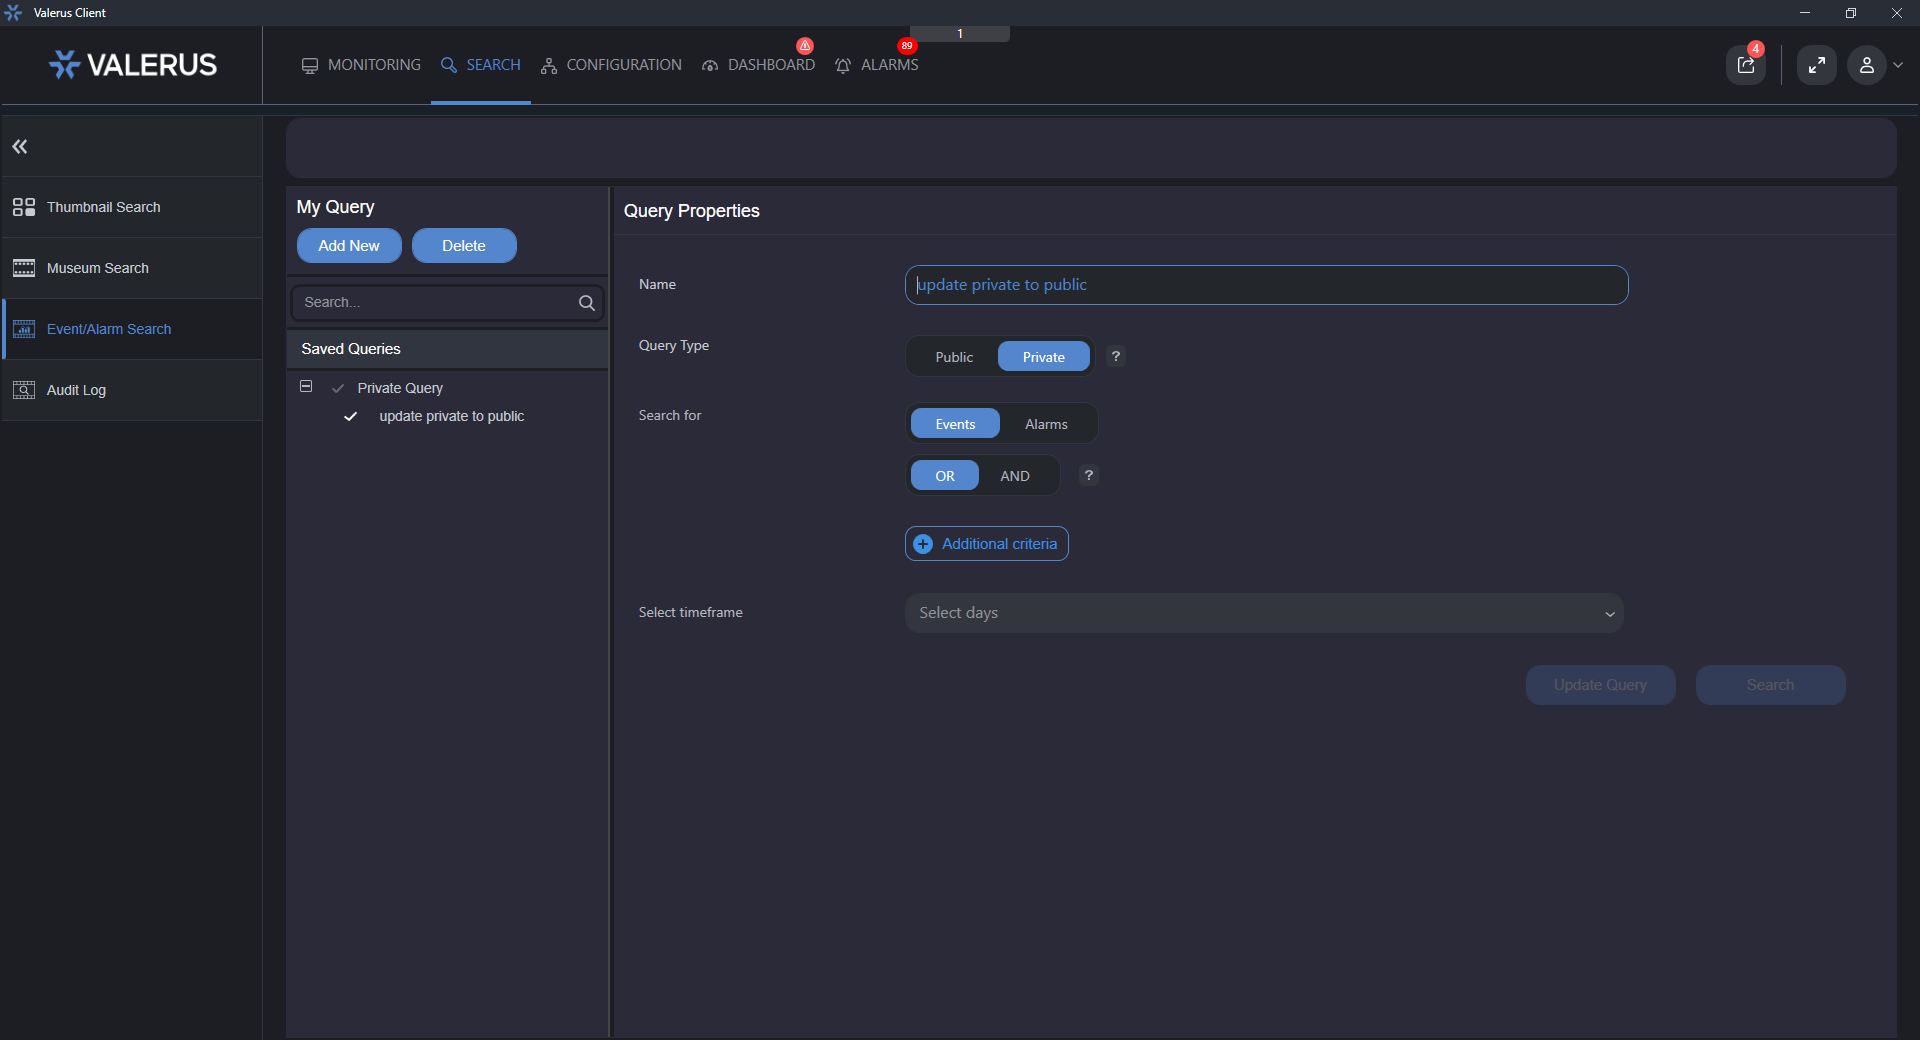 Valerus Client
1
VALERUS
MONITORING
SEARCH
CONFIGURATION
DASHBOARD
89
ALARMS
4
Thumbnail Search
Museum Search
Event/Alarm Search
Audit Log
My Query
Add New
Delete
Search...
Saved Queries
Private Query
update private to public
Query Properties
Name
update private to public
Query Type
Public
Private
?
Search for
Events
Alarms
OR
AND
?
Additional criteria
Select timeframe
Select days
Update Query
Search